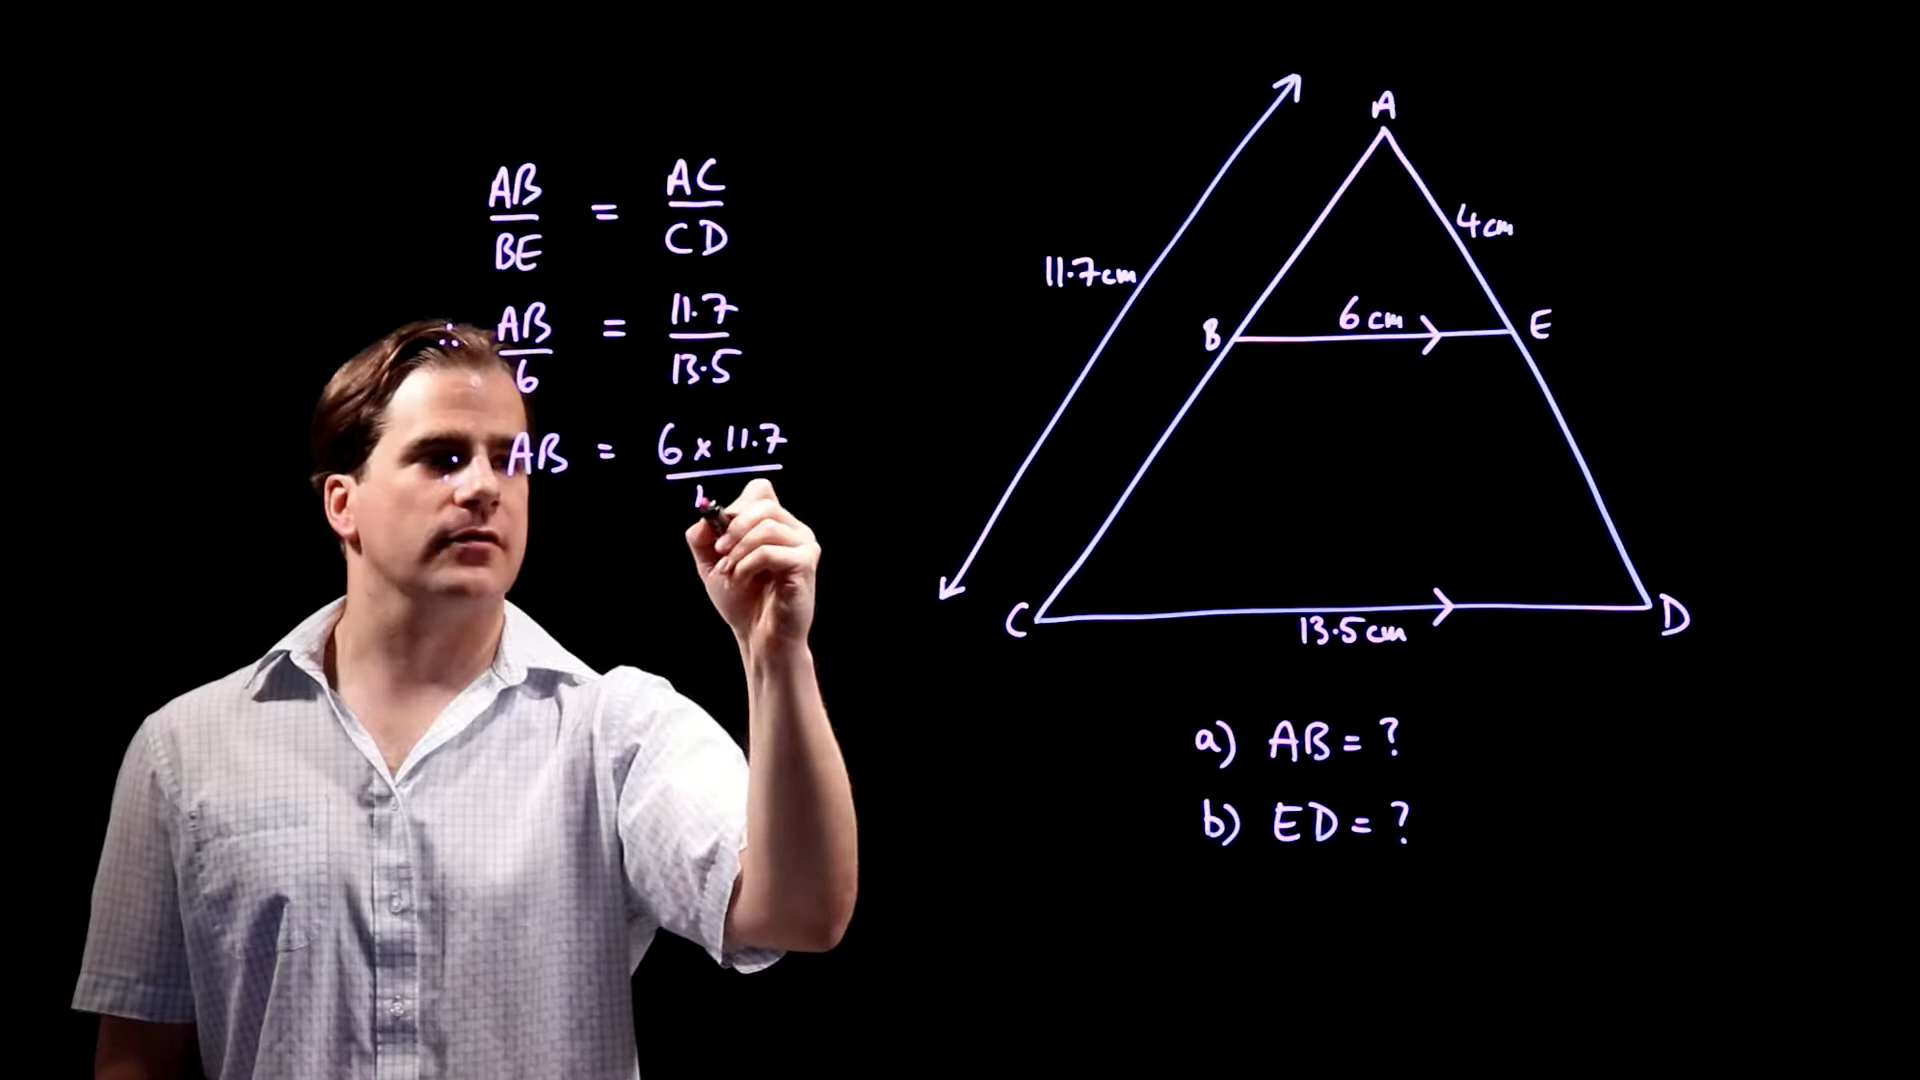 AB/BE = AC/CD
∴ AB/6 = 11.7/13.5
∴ AB = 6 × 11.7/1
A
4cm
11.7cm
6cm
B
E
C
D
13.5cm
a) AB = ?
b) ED = ?